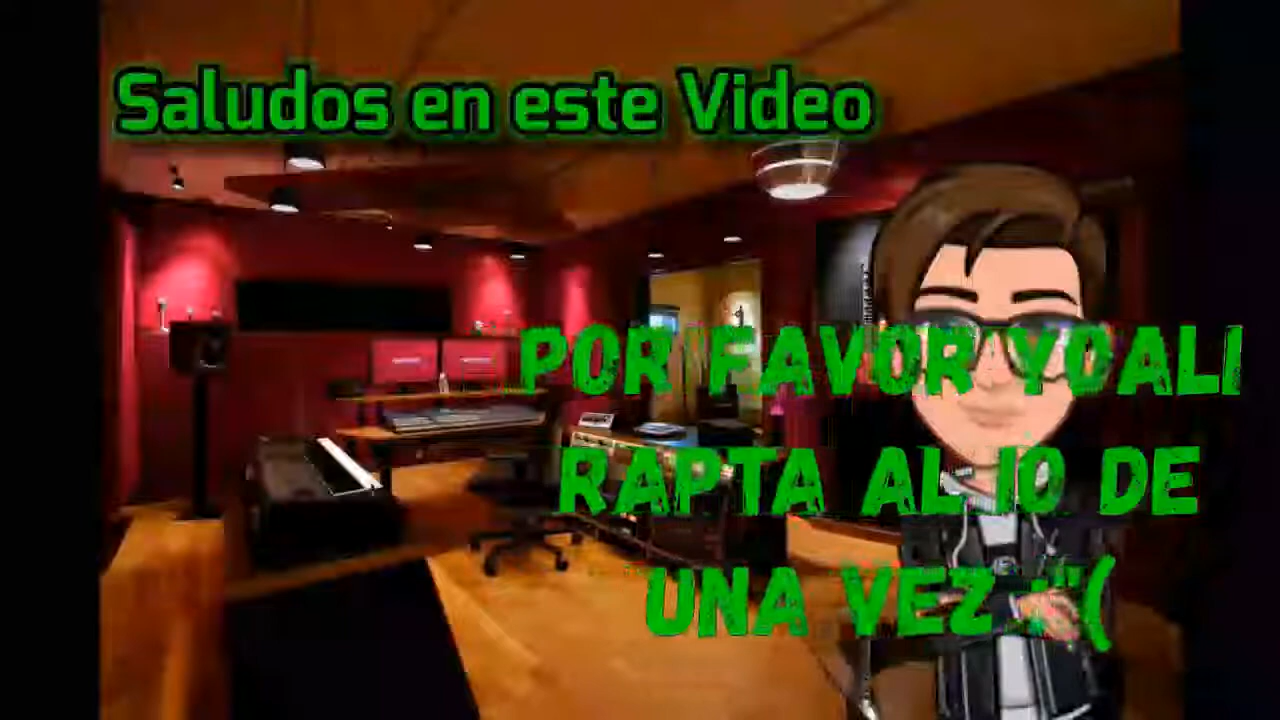 Saludos en este Video
POR FAVOR YOALI
RAPTA AL IO DE
UNA VEZ :"(